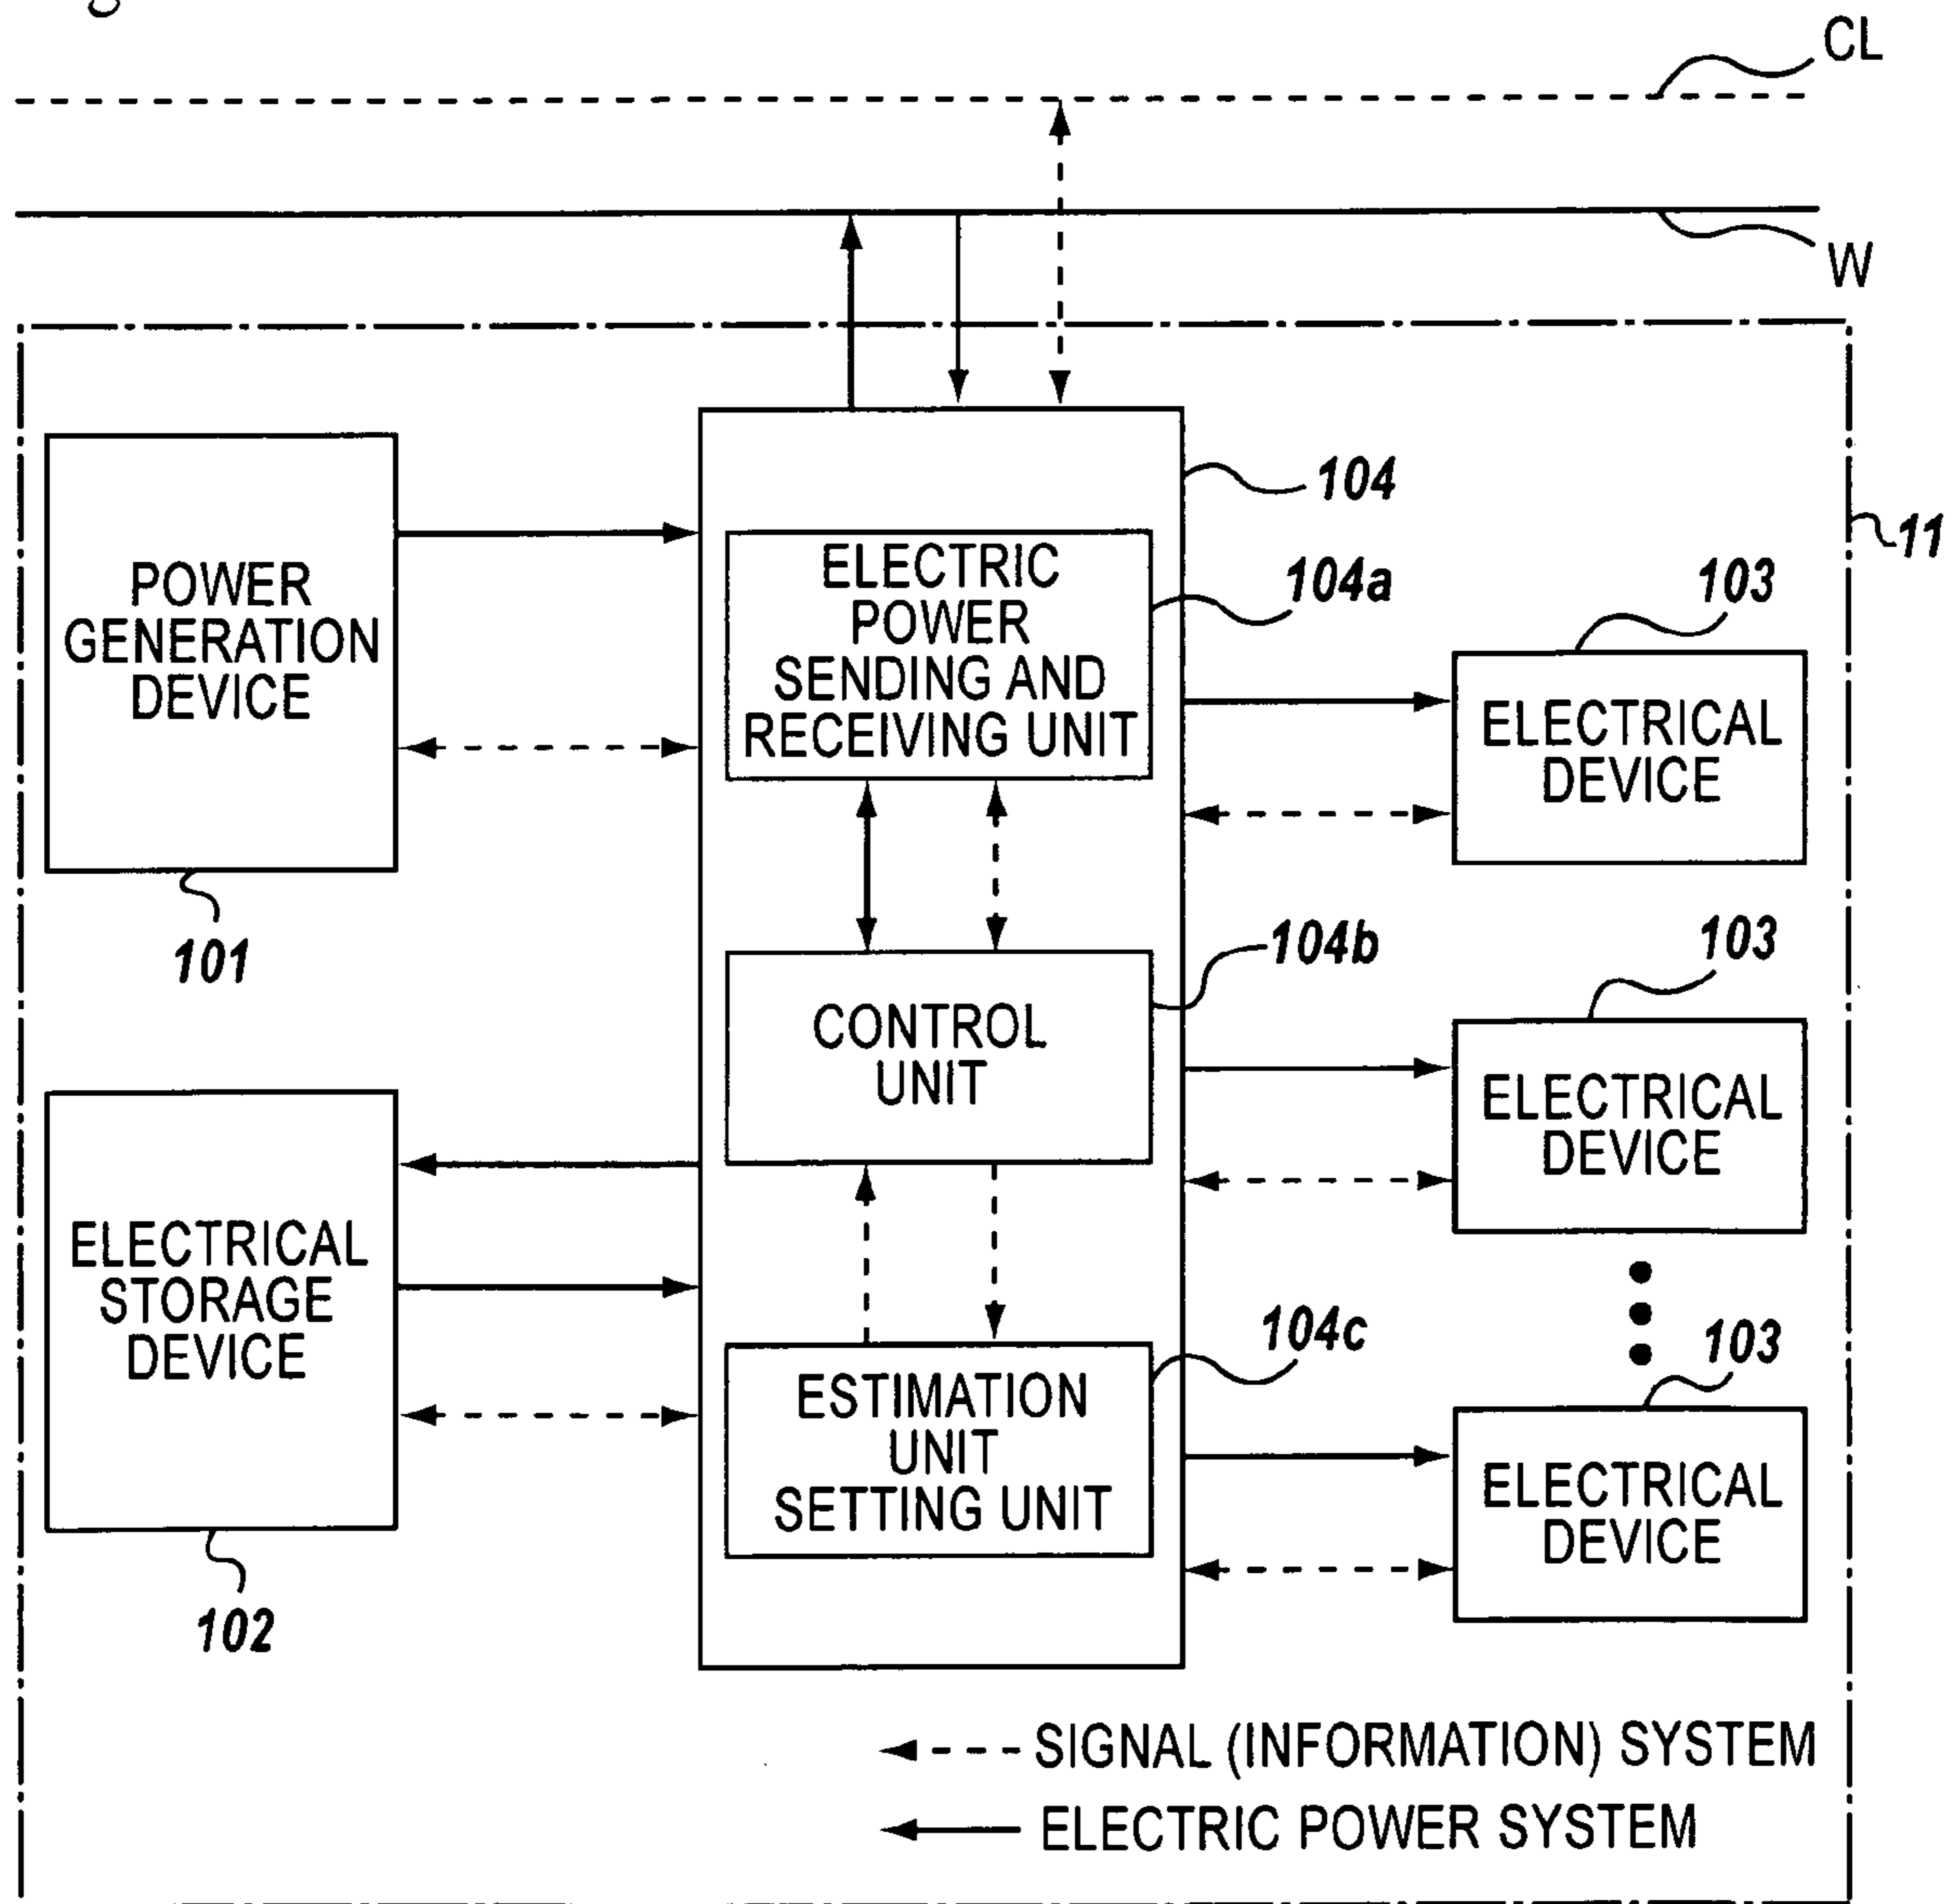 CL
W
104
11
POWER
GENERATION
DEVICE
101
ELECTRIC
POWER
SENDING AND
RECEIVING UNIT
104a
103
ELECTRICAL
DEVICE
CONTROL
UNIT
104b
103
ELECTRICAL
DEVICE
ELECTRICAL
STORAGE
DEVICE
102
ESTIMATION
UNIT
SETTING UNIT
104c
103
ELECTRICAL
DEVICE
SIGNAL (INFORMATION) SYSTEM
ELECTRIC POWER SYSTEM